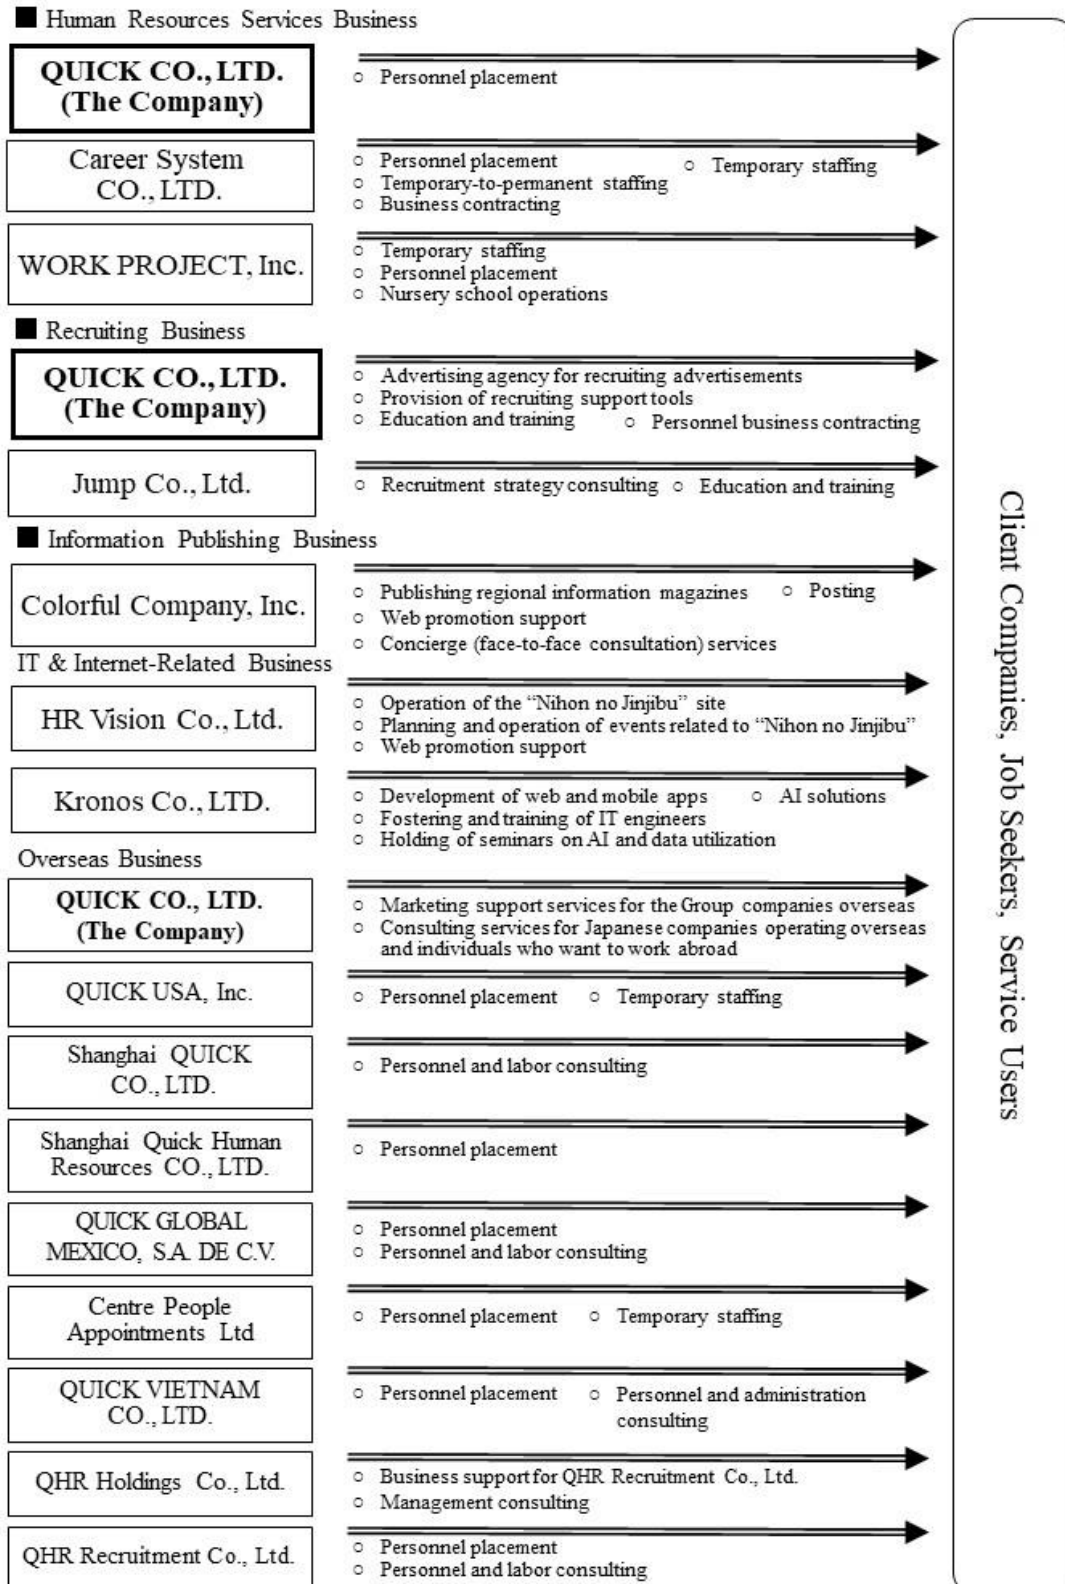 ■ Human Resources Services Business
QUICK CO., LTD.
(The Company)
○ Personnel placement
Career System
CO., LTD.
○ Personnel placement
○ Temporary staffing
○ Temporary-to-permanent staffing
○ Business contracting
WORK PROJECT, Inc.
○ Temporary staffing
○ Personnel placement
○ Nursery school operations
■ Recruiting Business
QUICK CO., LTD.
(The Company)
○ Advertising agency for recruiting advertisements
○ Provision of recruiting support tools
○ Education and training ○ Personnel business contracting
Jump Co., Ltd.
○ Recruitment strategy consulting ○ Education and training
■ Information Publishing Business
Colorful Company, Inc.
○ Publishing regional information magazines ○ Posting
○ Web promotion support
○ Concierge (face-to-face consultation) services
IT & Internet-Related Business
HR Vision Co., Ltd.
○ Operation of the “Nihon no Jinjibu” site
○ Planning and operation of events related to “Nihon no Jinjibu”
○ Web promotion support
Kronos Co., LTD.
○ Development of web and mobile apps ○ AI solutions
○ Fostering and training of IT engineers
○ Holding of seminars on AI and data utilization
Overseas Business
QUICK CO., LTD.
(The Company)
○ Marketing support services for the Group companies overseas
○ Consulting services for Japanese companies operating overseas
and individuals who want to work abroad
QUICK USA, Inc.
○ Personnel placement ○ Temporary staffing
Shanghai QUICK
CO., LTD.
○ Personnel and labor consulting
Shanghai Quick Human
Resources CO., LTD.
○ Personnel placement
QUICK GLOBAL
MEXICO, S.A. DE C.V.
○ Personnel placement
○ Personnel and labor consulting
Centre People
Appointments Ltd
○ Personnel placement ○ Temporary staffing
QUICK VIETNAM
CO., LTD.
○ Personnel placement ○ Personnel and administration
consulting
QHR Holdings Co., Ltd.
○ Business support for QHR Recruitment Co., Ltd.
○ Management consulting
QHR Recruitment Co., Ltd.
○ Personnel placement
○ Personnel and labor consulting
Client Companies, Job Seekers, Service Users